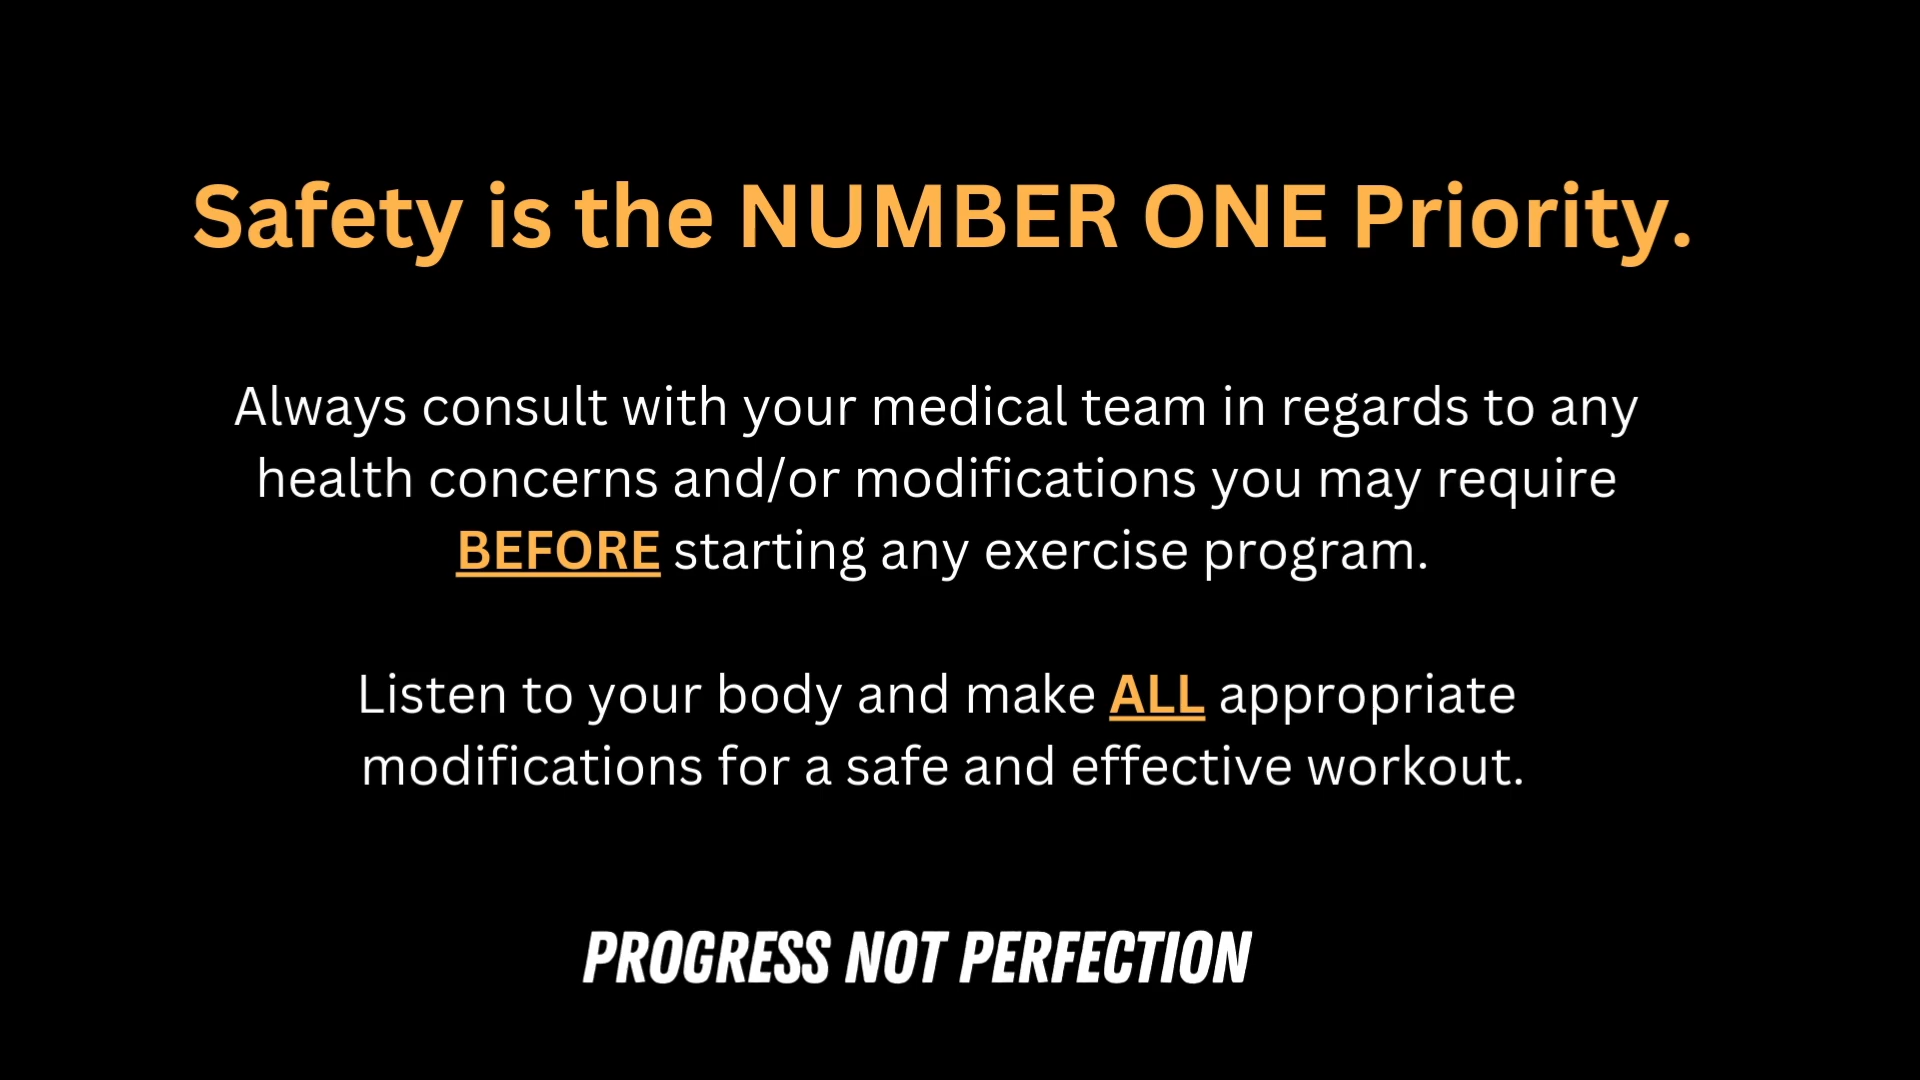 Safety is the NUMBER ONE Priority.
Always consult with your medical team in regards to any
health concerns and/or modifications you may require
BEFORE starting any exercise program.
Listen to your body and make ALL appropriate
modifications for a safe and effective workout.
PROGRESS NOT PERFECTION